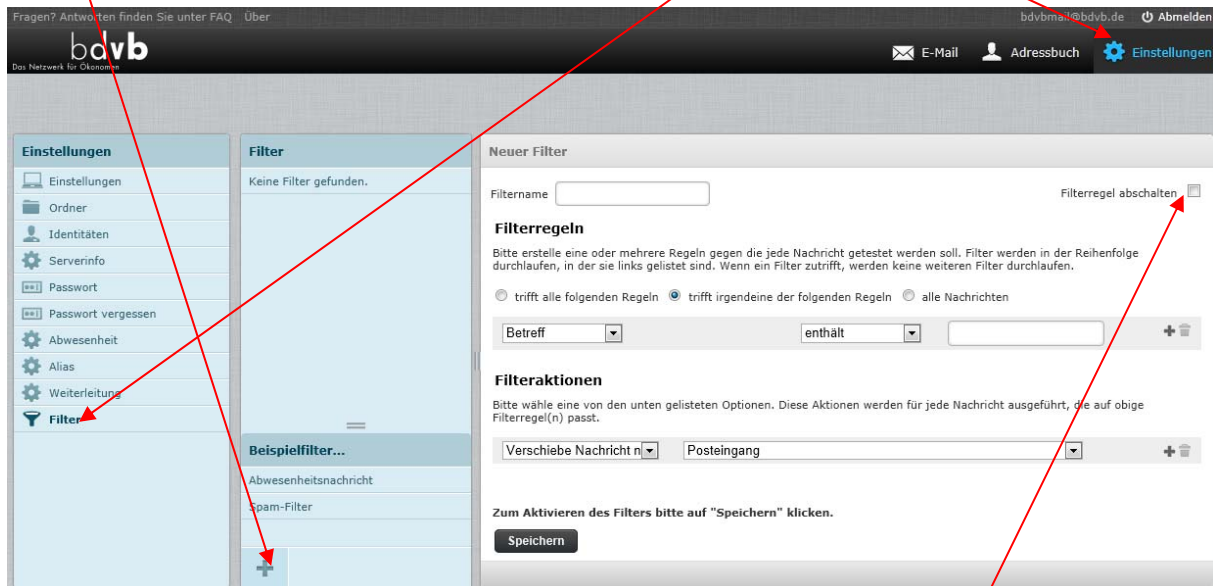 Fragen? Antworten finden Sie unter FAQ Über
bdvbmail@bdvb.de Abmelden
bdvb
Das Netzwerk für Ökonomen
E-Mail
Adressbuch
Einstellungen
Einstellungen
Einstellungen
Ordner
Identitäten
Serverinfo
Passwort
Passwort vergessen
Abwesenheit
Alias
Weiterleitung
Filter
Filter
Keine Filter gefunden.
Beispielfilter...
Abwesenheitsnachricht
Spam-Filter
Neuer Filter
Filtername
Filterregel abschalten
Filterregeln
Bitte erstelle eine oder mehrere Regeln gegen die jede Nachricht getestet werden soll. Filter werden in der Reihenfolge
durchlaufen, in der sie links gelistet sind. Wenn ein Filter zutrifft, werden keine weiteren Filter durchlaufen.
trifft alle folgenden Regeln trifft irgendeine der folgenden Regeln alle Nachrichten
Betreff enthält
Filteraktionen
Bitte wähle eine von den unten gelisteten Optionen. Diese Aktionen werden für jede Nachricht ausgeführt, die auf obige
Filterregel(n) passt.
Verschiebe Nachricht n Posteingang
Zum Aktivieren des Filters bitte auf "Speichern" klicken.
Speichern